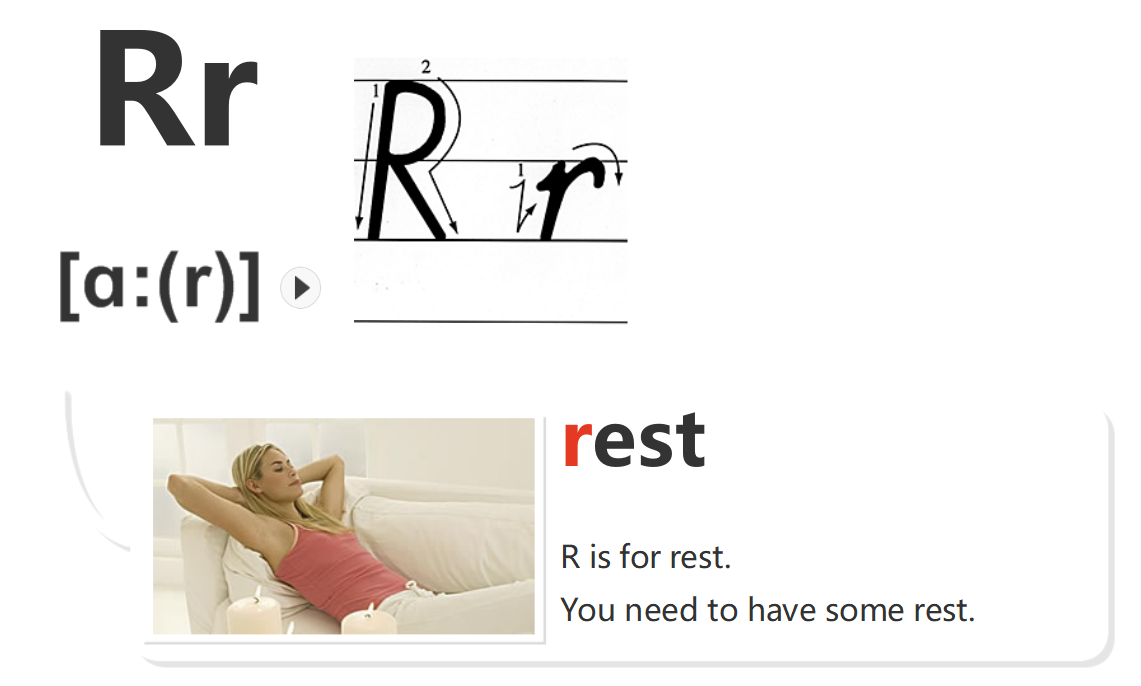 Rr
1 2 R 1 r
[a:(r)]
rest
R is for rest.
You need to have some rest.